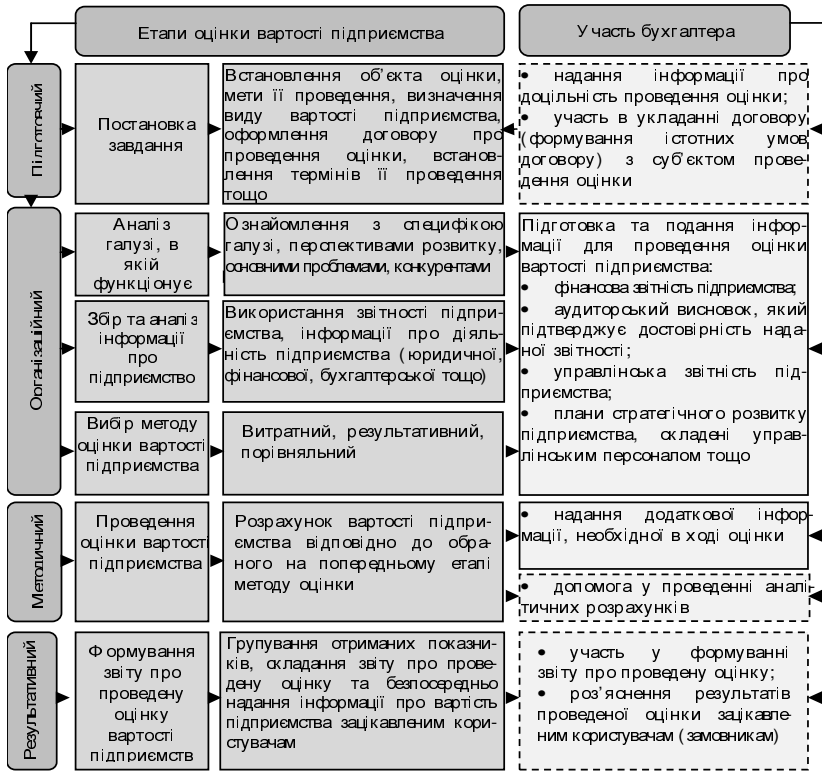 Етапи оцінки вартості підприємства
Участь бухгалтера
Підготовчий
Постановка
завдання
Встановлення об’єкта оцінки,
мети її проведення, визначення
виду вартості підприємства,
оформлення договору про
проведення оцінки, встанов-
лення термінів її проведення
тощо
• надання інформації про
доцільність проведення оцінки;
• участь в укладанні договору
(формування істотних умов
договору) з суб’єктом прове-
дення оцінки
Організаційний
Аналіз
галузі, в
якій
функціонує
Ознайомлення з специфікою
галузі, перспективами розвитку,
основними проблемами, конкурентами
Збір та аналіз
інформації
про
підприємство
Використання звітності підпри-
ємства, інформації про діяль-
ність підприємства (юридичної,
фінансової, бухгалтерської тощо)
Вибір методу
оцінки вартості
підприємства
Витратний, результативний,
порівняльний
Підготовка та подання інфор-
мації для проведення оцінки
вартості підприємства:
• фінансова звітність підприємства;
• аудиторський висновок, який
підтверджує достовірність нада-
ної звітності;
• управлінська звітність під-
приємства;
• плани стратегічного розвитку
підприємства, складені управ-
лінським персоналом тощо
Методичний
Проведення
оцінки вартості
підприємства
Розрахунок вартості підпри-
ємства відповідно до обра-
ного на попередньому етапі
методу оцінки
• надання додаткової інфор-
мації, необхідної в ході оцінки
• допомога у проведенні аналі-
тичних розрахунків
Результативний
Формування
звіту про
проведену
оцінку
вартості
підприємств
Групування отриманих показни-
ків, складання звіту про прове-
дену оцінку та безпосередньо
надання інформації про вартість
підприємства зацікавленим кори-
стувачам
• участь у формуванні
звіту про проведену оцінку;
• роз’яснення результатів
проведеної оцінки зацікавле-
ним користувачам (замовникам)